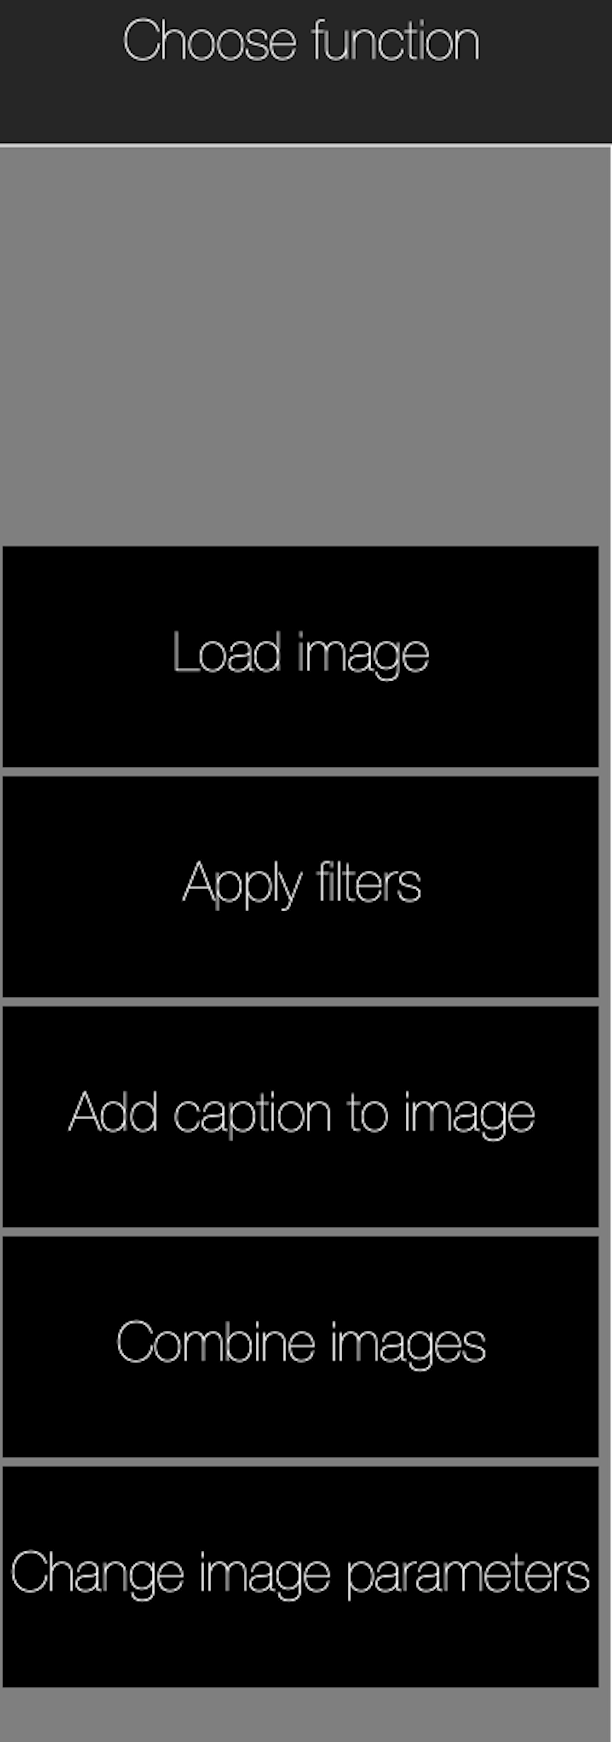 Choose function
Load image
Apply filters
Add caption to image
Combine images
Change image parameters